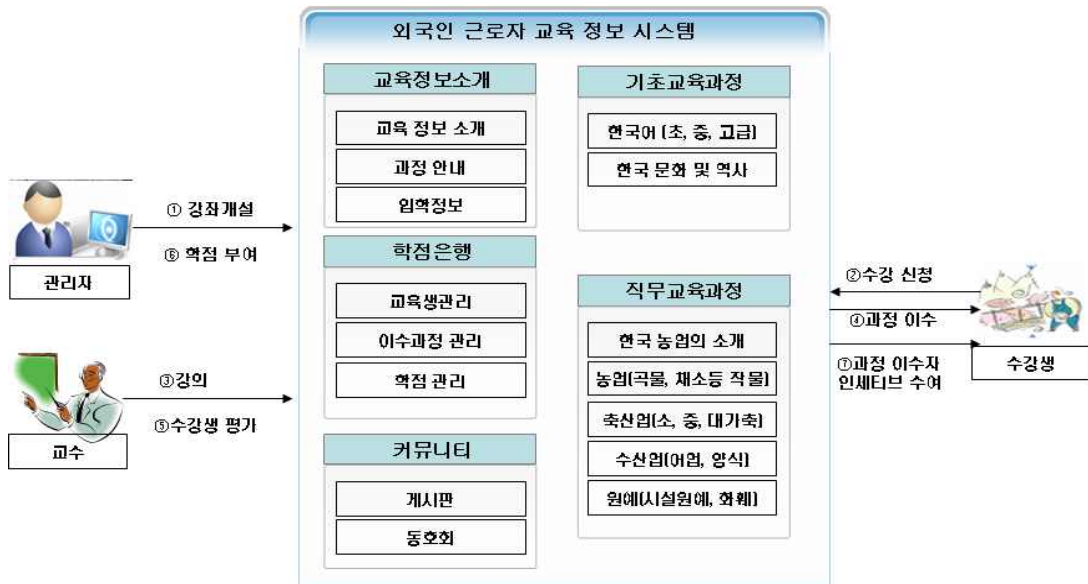 외국인 근로자 교육 정보 시스템
교육정보소개
교육 정보 소개
과정 안내
입학정보
학점은행
교육생관리
이수과정 관리
학점 관리
커뮤니티
게시판
동호회
기초교육과정
한국어 (초, 중, 고급)
한국 문화 및 역사
직무교육과정
한국 농업의 소개
농업(곡물, 채소등 작물)
축산업(소, 중, 대가축)
수산업(어업, 양식)
원예(시설원예, 화훼)
① 강좌개설
⑥ 학점 부여
관리자
③강의
⑤수강생 평가
교수
②수강 신청
④과정 이수
⑦과정 이수자
인세티브 수여
수강생